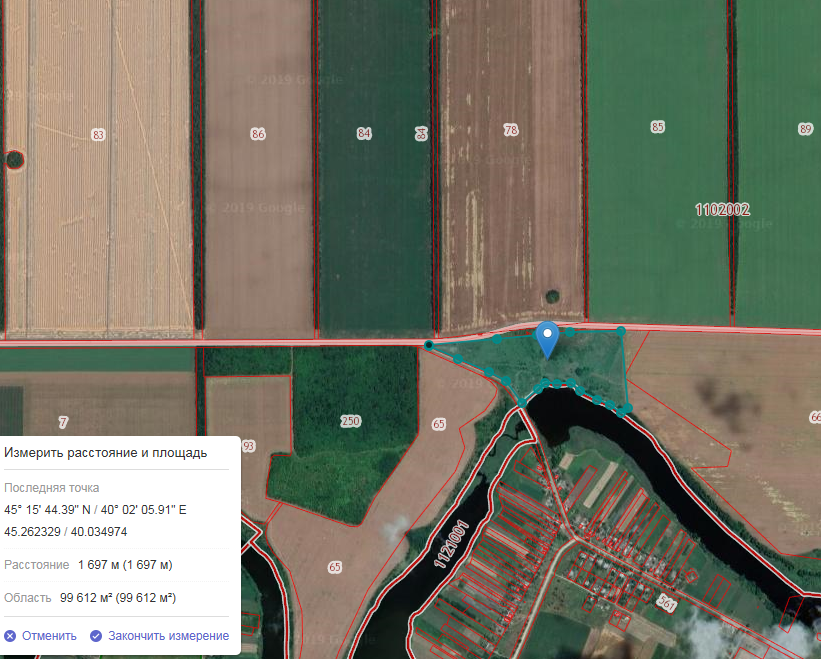 © 2019 Google
2019 Google
83
86
84
84
78
85
89
1102002
© 2019 Google
© 2019 Google
© 2019 Google
7
93
250
65
66
65
1121001
561
Измерить расстояние и площадь
Последняя точка
45° 15' 44.39" N / 40° 02' 05.91" E
45.262329 / 40.034974
Расстояние 1 697 м (1 697 м)
Область 99 612 м² (99 612 м²)
Отменить Закончить измерение